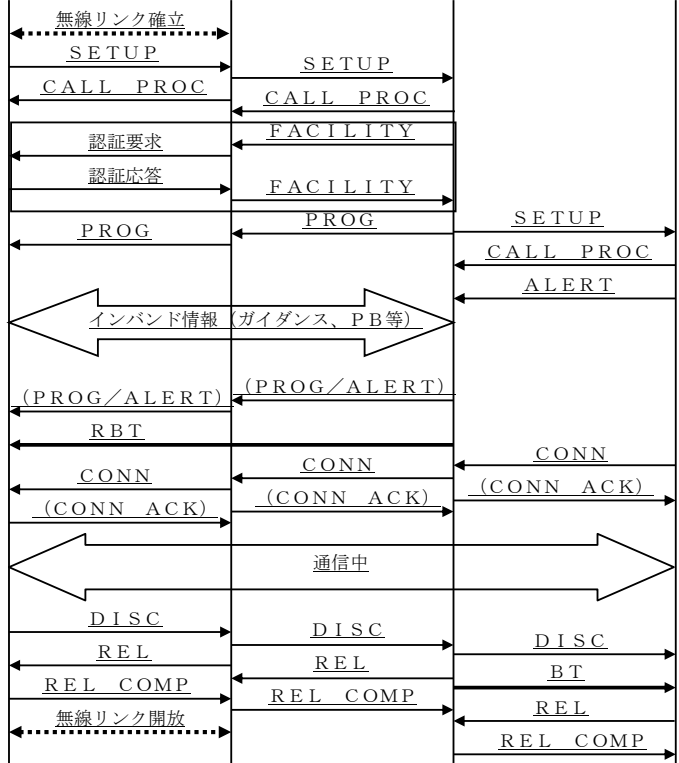 無線リンク確立
ＳＥＴＵＰ
ＳＥＴＵＰ
ＣＡＬＬ　ＰＲＯＣ
ＣＡＬＬ　ＰＲＯＣ
ＦＡＣＩＬＩＴＹ
認証要求
認証応答
ＦＡＣＩＬＩＴＹ
ＰＲＯＧ
ＳＥＴＵＰ
ＰＲＯＧ
ＣＡＬＬ　ＰＲＯＣ
ＡＬＥＲＴ
インバンド情報（ガイダンス、ＰＢ等）
（ＰＲＯＧ／ＡＬＥＲＴ）
（ＰＲＯＧ／ＡＬＥＲＴ）
ＲＢＴ
ＣＯＮＮ
ＣＯＮＮ
ＣＯＮＮ
（ＣＯＮＮ　ＡＣＫ）
（ＣＯＮＮ　ＡＣＫ）
（ＣＯＮＮ　ＡＣＫ）
通信中
ＤＩＳＣ
ＤＩＳＣ
ＤＩＳＣ
ＲＥＬ
ＲＥＬ
ＢＴ
ＲＥＬ　ＣＯＭＰ
ＲＥＬ　ＣＯＭＰ
ＲＥＬ
無線リンク開放
ＲＥＬ　ＣＯＭＰ